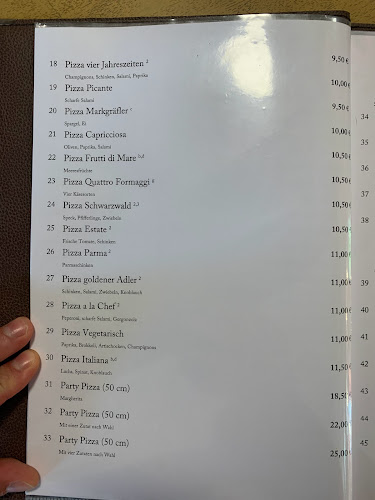 18 Pizza vier Jahreszeiten 2 9,50 €
Champignons, Schinken, Salami, Paprika
19 Pizza Picante 10,00 €
Scharfe Salami
20 Pizza Markgräfler 9,50 €
Spargel, Ei
21 Pizza Capricciosa 10,00
Oliven, Paprika, Salami
22 Pizza Frutti di Mare 5,d 10,50
Meeresfrüchte
23 Pizza Quattro Formaggi 10,50
Vier Käsesorten
24 Pizza Schwarzwald 2,3 10,50
Speck, Pfifferlinge, Zwiebeln
25 Pizza Estate 10,50
Frische Tomate, Schinken
26 Pizza Parma 2 11,00
Parmaschinken
27 Pizza goldener Adler 2 11,00 €
Schinken, Salami, Zwiebeln, Knoblauch
28 Pizza a la Chef 2 11,00 €
Peperoni, scharfe Salami, Gorgonzola
29 Pizza Vegetarisch 11,00 €
Paprika, Brokkoli, Artischocken, Champignons
30 Pizza Italiana 5,d 11,50
Lachs, Spinat, Knoblauch
31 Party Pizza (50 cm) 18,50
Margherita
32 Party Pizza (50 cm) 22,00
Mit einer Zutat nach Wahl
33 Party Pizza (50 cm) 25,00
Mit vier Zutaten nach Wahl
34
35
36
37
38
39
40
41
42
43
44
45